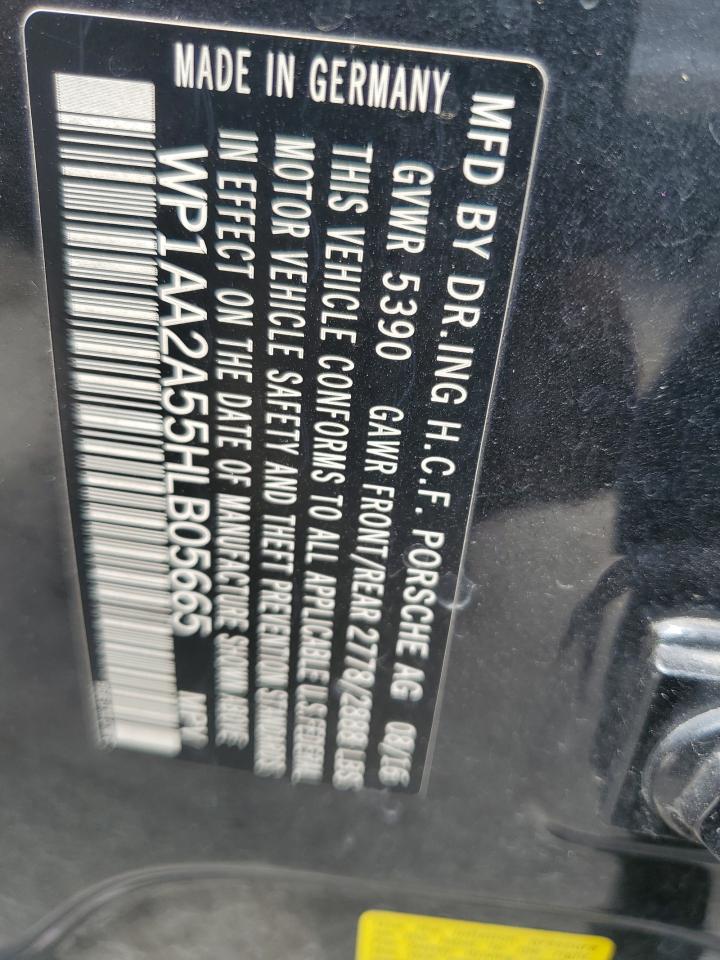 MFD BY DR.ING H.C.F. PORSCHE AG 08/16
GVWR 5390 GAWR FRONT/REAR 2778/2888 LBS
THIS VEHICLE CONFORMS TO ALL APPLICABLE U.S. FEDERAL
MOTOR VEHICLE SAFETY AND THEFT PREVENTION STANDARDS
IN EFFECT ON THE DATE OF MANUFACTURE SHOWN ABOVE
WP1AA2A55HLB05665 MPV
MADE IN GERMANY